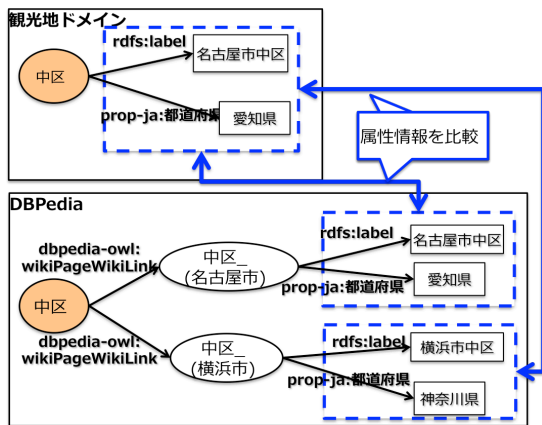 観光地ドメイン
rdfs:label
名古屋市中区
中区
prop-ja:都道府県
愛知県
属性情報を比較
DBPedia
dbpedia-owl:
wikiPageWikiLink
中区_
(名古屋市)
rdfs:label
名古屋市中区
prop-ja:都道府県
愛知県
中区
dbpedia-owl:
wikiPageWikiLink
中区_
(横浜市)
rdfs:label
横浜市中区
prop-ja:都道府県
神奈川県